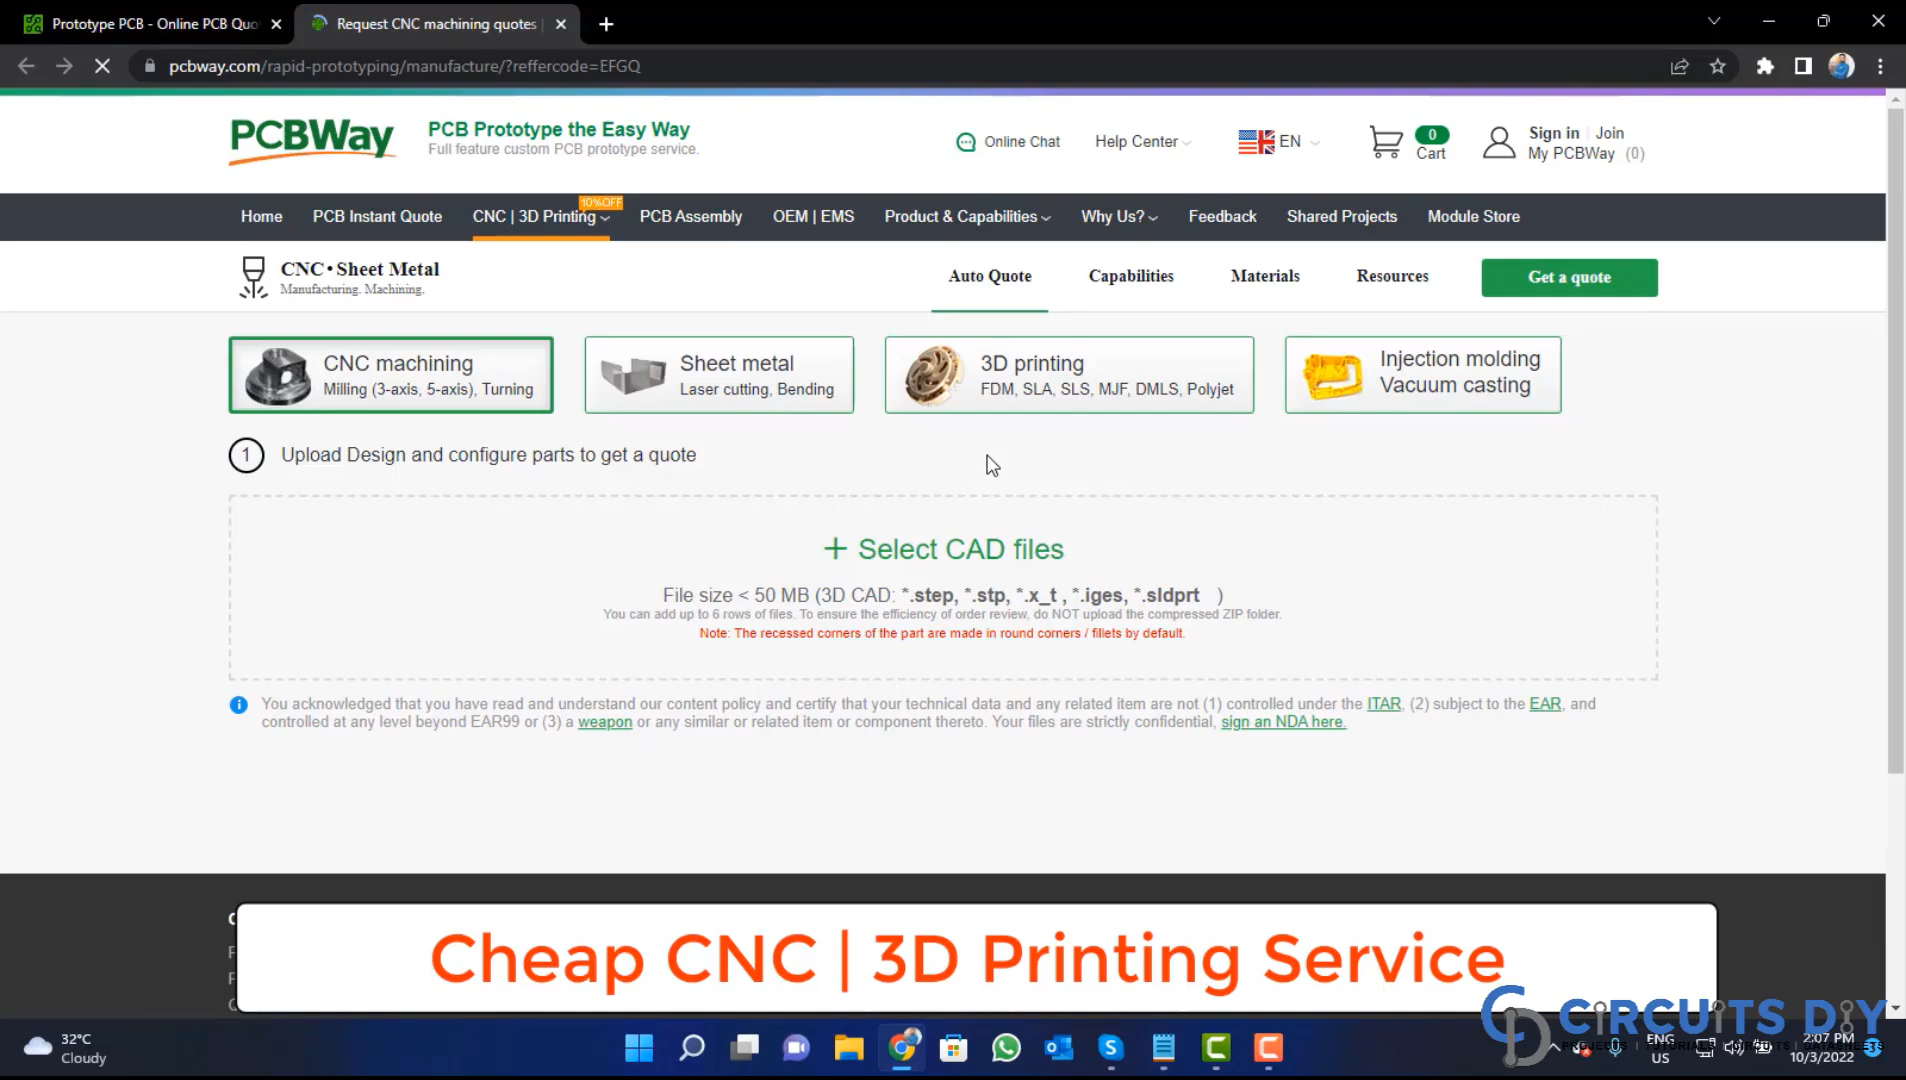 Prototype PCB - Online PCB Quo
Request CNC machining quotes |
pcbway.com/rapid-prototyping/manufacture/?reffercode=EFGQ
PCBWay
PCB Prototype the Easy Way
Full feature custom PCB prototype service.
Online Chat
Help Center
EN
0
Cart
Sign in | Join
My PCBWay (0)
Home
PCB Instant Quote
CNC | 3D Printing
10%OFF
PCB Assembly
OEM | EMS
Product & Capabilities
Why Us?
Feedback
Shared Projects
Module Store
CNC•Sheet Metal
Manufacturing. Machining.
Auto Quote
Capabilities
Materials
Resources
Get a quote
CNC machining
Milling (3-axis, 5-axis), Turning
Sheet metal
Laser cutting, Bending
3D printing
FDM, SLA, SLS, MJF, DMLS, Polyjet
Injection molding
Vacuum casting
1
Upload Design and configure parts to get a quote
+ Select CAD files
File size < 50 MB (3D CAD: *.step, *.stp, *.x_t , *.iges, *.sldprt )
You can add up to 6 rows of files. To ensure the efficiency of order review, do NOT upload the compressed ZIP folder.
Note: The recessed corners of the part are made in round corners / fillets by default.
You acknowledged that you have read and understand our content policy and certify that your technical data and any related item are not (1) controlled under the ITAR, (2) subject to the EAR, and
controlled at any level beyond EAR99 or (3) a weapon or any similar or related item or component thereto. Your files are strictly confidential, sign an NDA here.
Cheap CNC | 3D Printing Service
CIRCUITS DIY
32°C
Cloudy
ENG
US
2:07 PM
10/3/2022
3